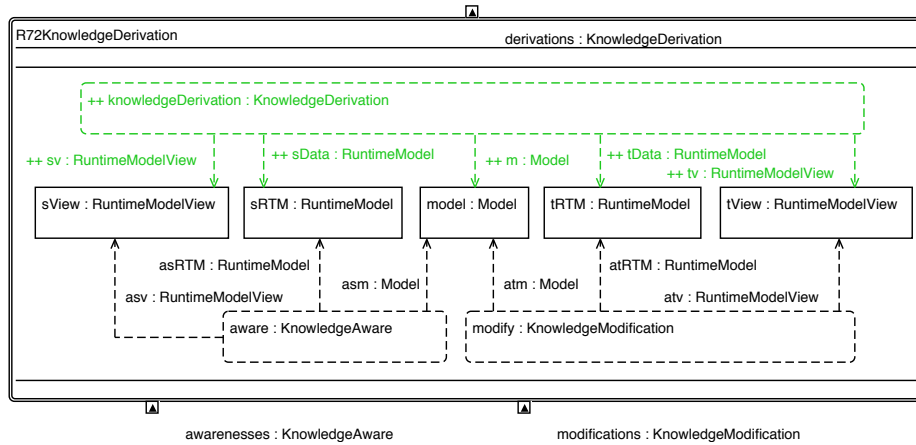 R72KnowledgeDerivation
derivations : KnowledgeDerivation
++ knowledgeDerivation : KnowledgeDerivation
++ sv : RuntimeModelView
++ sData : RuntimeModel
++ m : Model
++ tData : RuntimeModel
++ tv : RuntimeModelView
sView : RuntimeModelView
sRTM : RuntimeModel
model : Model
tRTM : RuntimeModel
tView : RuntimeModelView
asRTM : RuntimeModel
atRTM : RuntimeModel
asm : Model
atm : Model
asv : RuntimeModelView
atv : RuntimeModelView
aware : KnowledgeAware
modify : KnowledgeModification
awarenesses : KnowledgeAware
modifications : KnowledgeModification